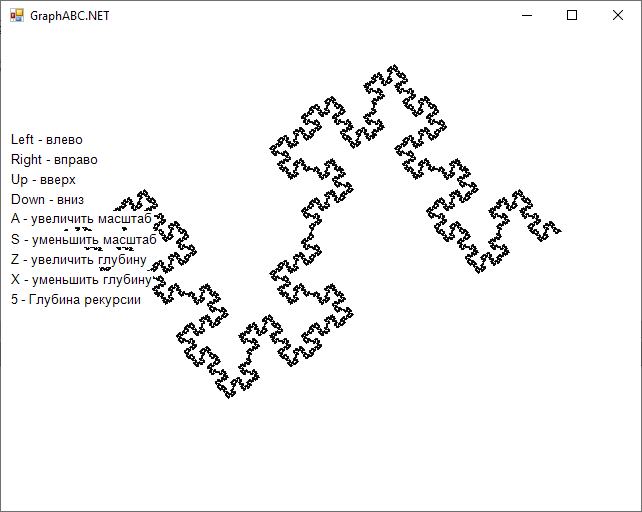 GraphABC.NET
Left - влево
Right - вправо
Up - вверх
Down - вниз
A - увеличить масштаб
S - уменьшить масштаб
Z - увеличить глубину
X - уменьшить глубину
5 - Глубина рекурсии